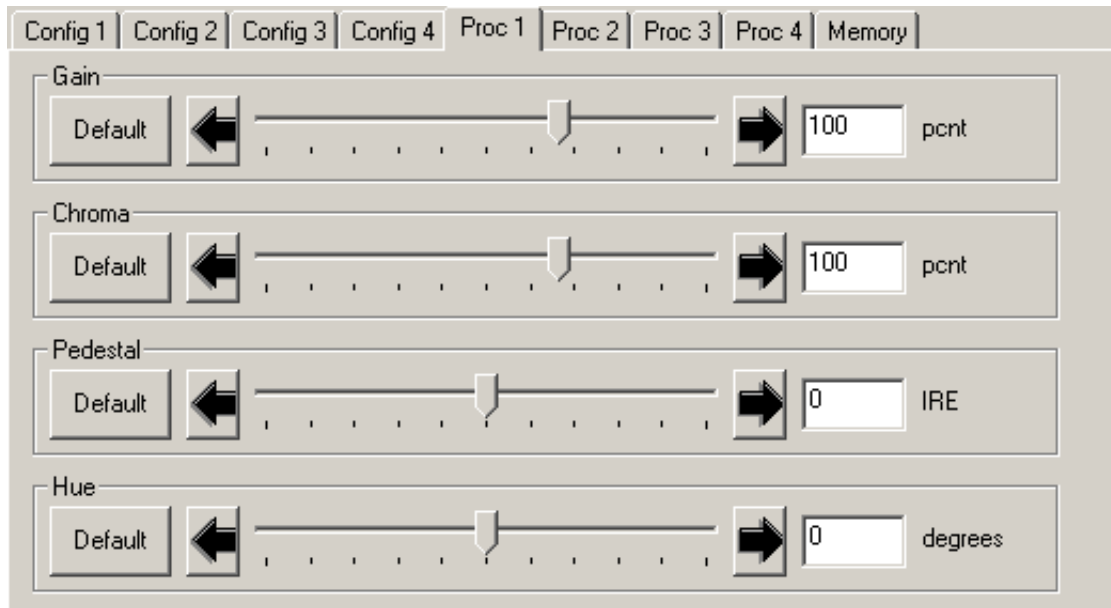 Config 1 Config 2 Config 3 Config 4 Proc 1 Proc 2 Proc 3 Proc 4 Memory
Gain
Default 100 pcnt
Chroma
Default 100 pcnt
Pedestal
Default 0 IRE
Hue
Default 0 degrees